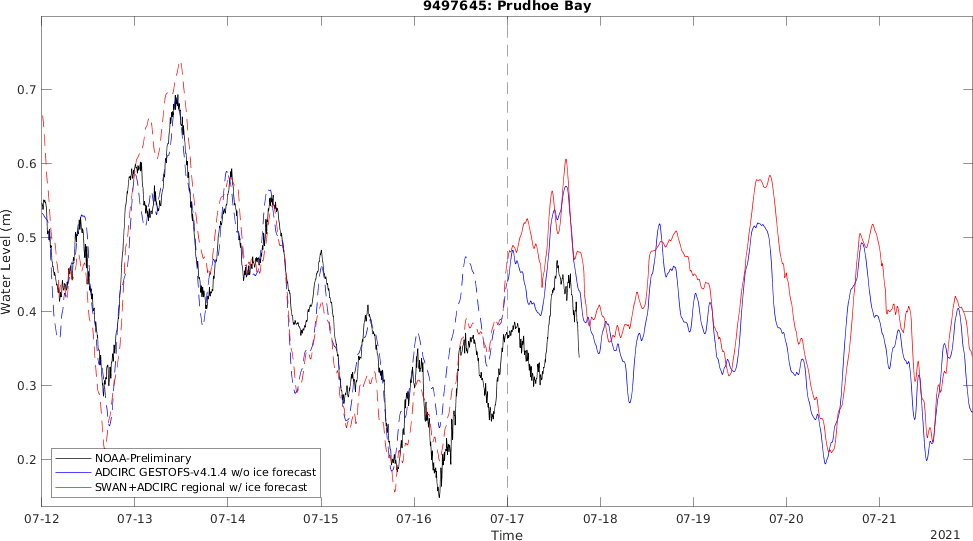 9497645: Prudhoe Bay
Water Level (m)
0.7
0.6
0.5
0.4
0.3
0.2
NOAA-Preliminary
ADCIRC GESTOFS-v4.1.4 w/o ice forecast
SWAN+ADCIRC regional w/ ice forecast
07-12 07-13 07-14 07-15 07-16 07-17 07-18 07-19 07-20 07-21
Time
2021